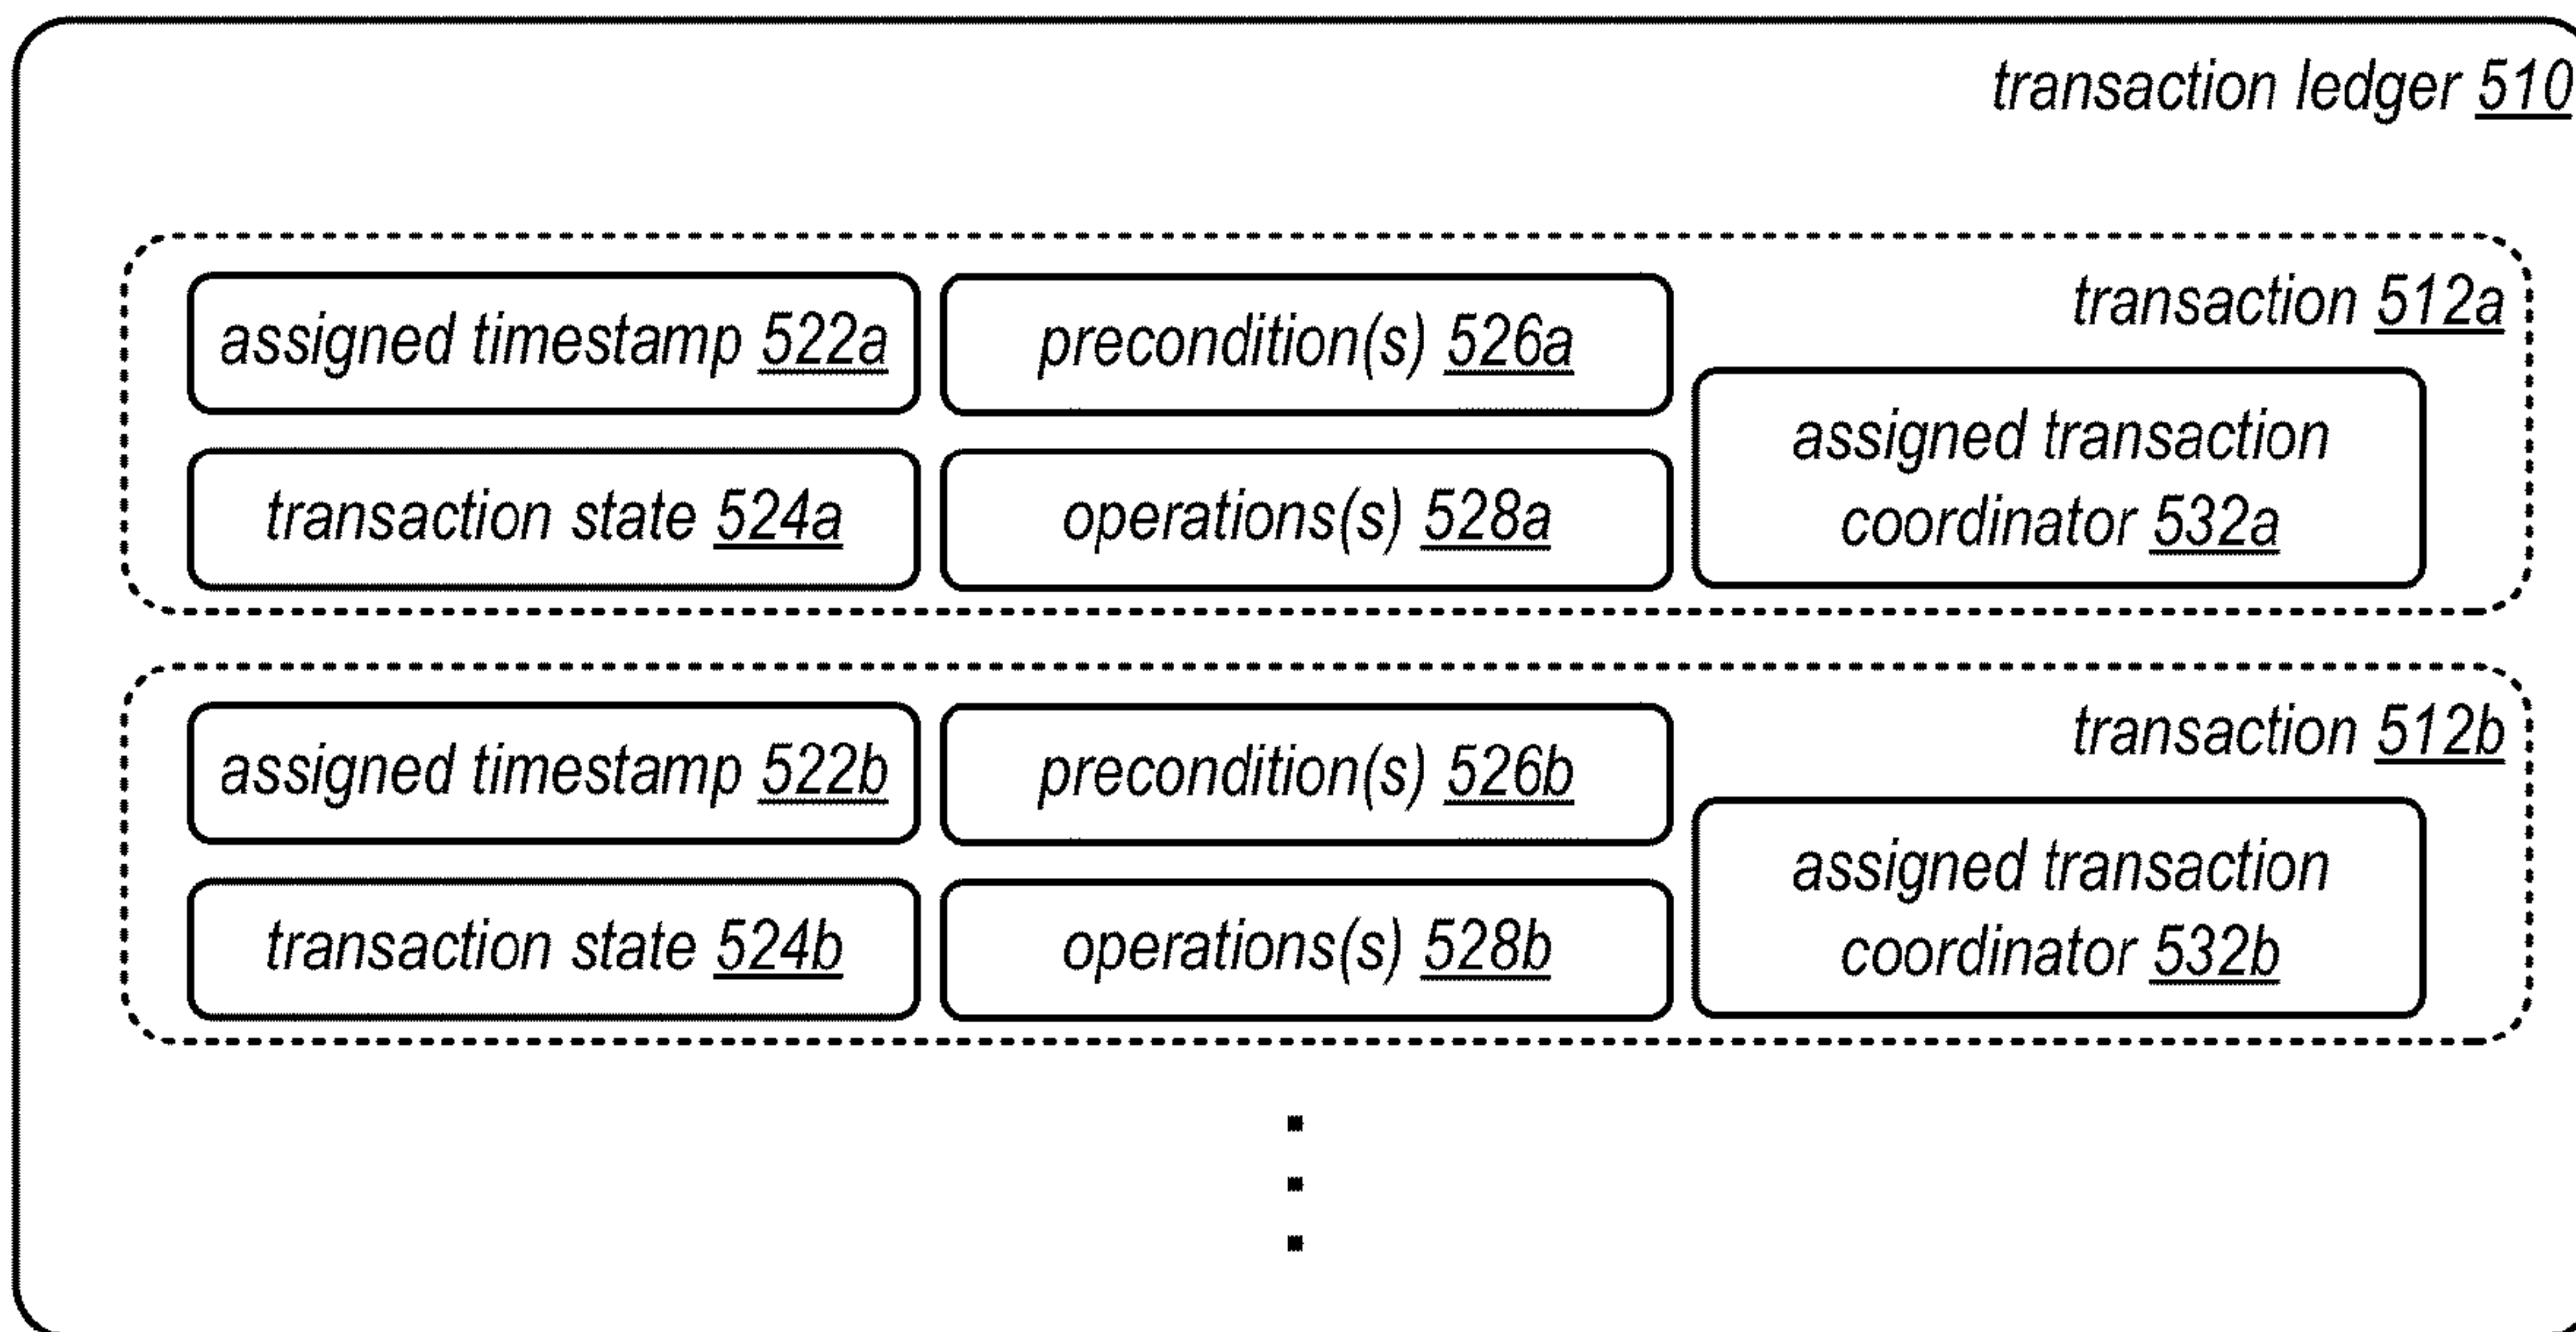 transaction ledger 510
transaction 512a
assigned timestamp 522a
precondition(s) 526a
assigned transaction
coordinator 532a
transaction state 524a
operations(s) 528a
transaction 512b
assigned timestamp 522b
precondition(s) 526b
assigned transaction
coordinator 532b
transaction state 524b
operations(s) 528b